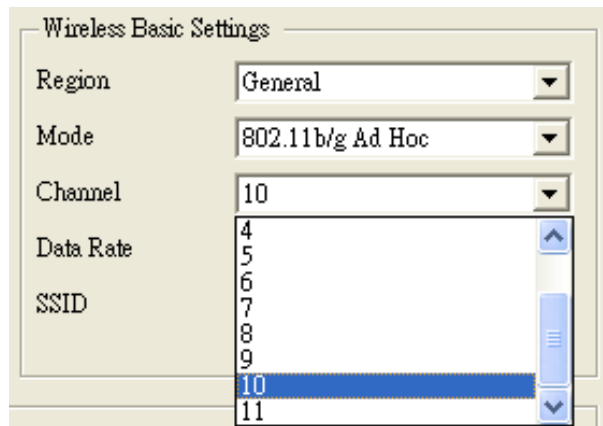 Wireless Basic Settings
Region General
Mode 802.11b/g Ad Hoc
Channel 10
4
Data Rate 5
6
SSID 7
8
9
10
11